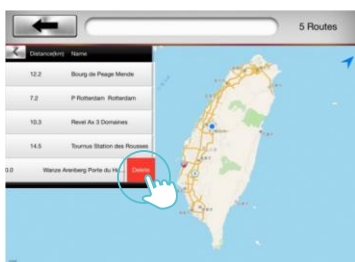 5 Routes
Distance(km) Name
12.2 Bourg de Peage Mende
7.2 P Rotterdam Rotterdam
10.3 Revel Ax 3 Domaines
14.5 Tournus Station des Rousses
0.0 Wanze Arenberg Porte du H... Delete